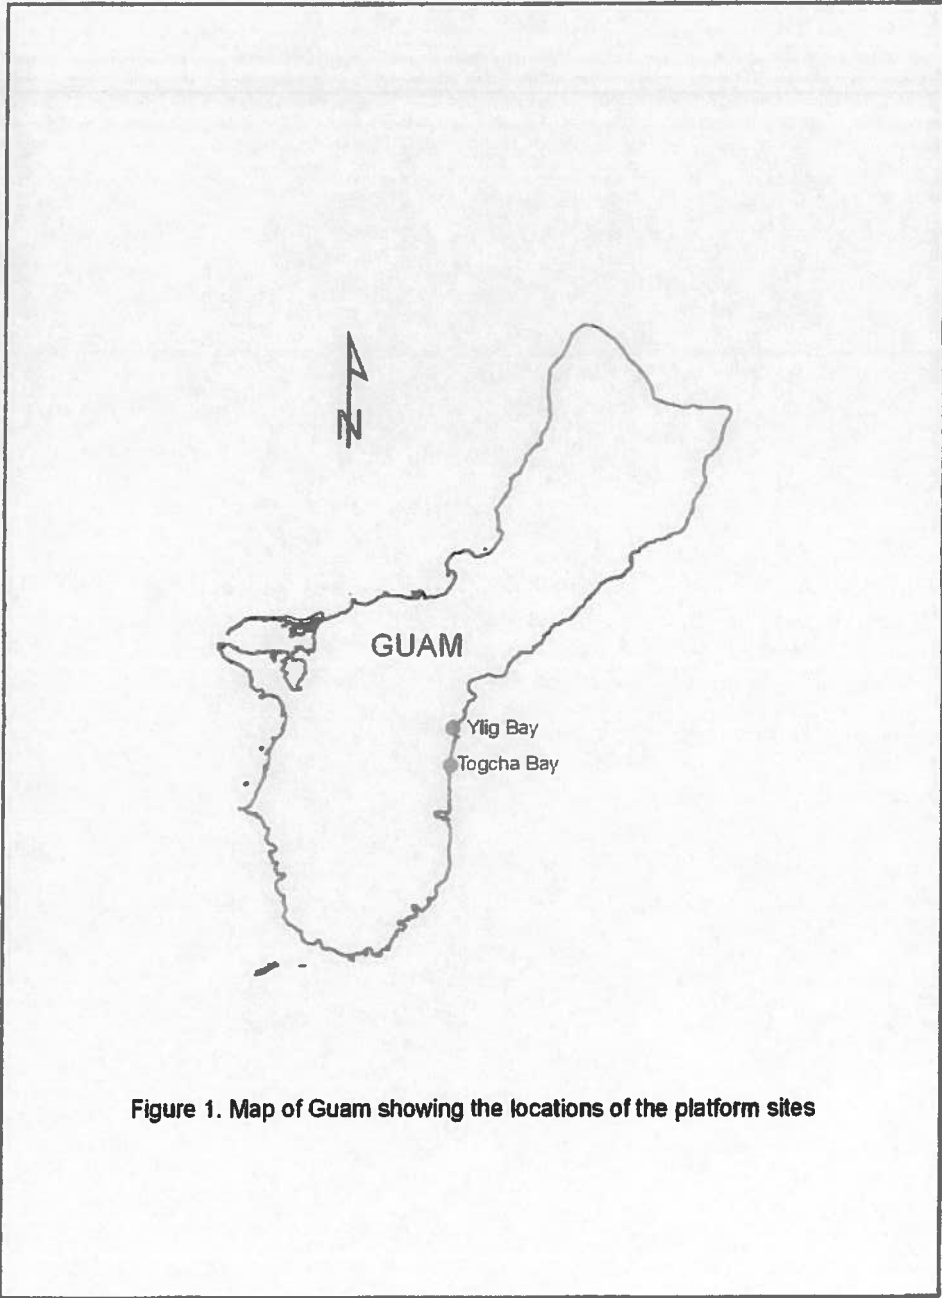 N
GUAM
Ylig Bay
Togcha Bay
Figure 1. Map of Guam showing the locations of the platform sites